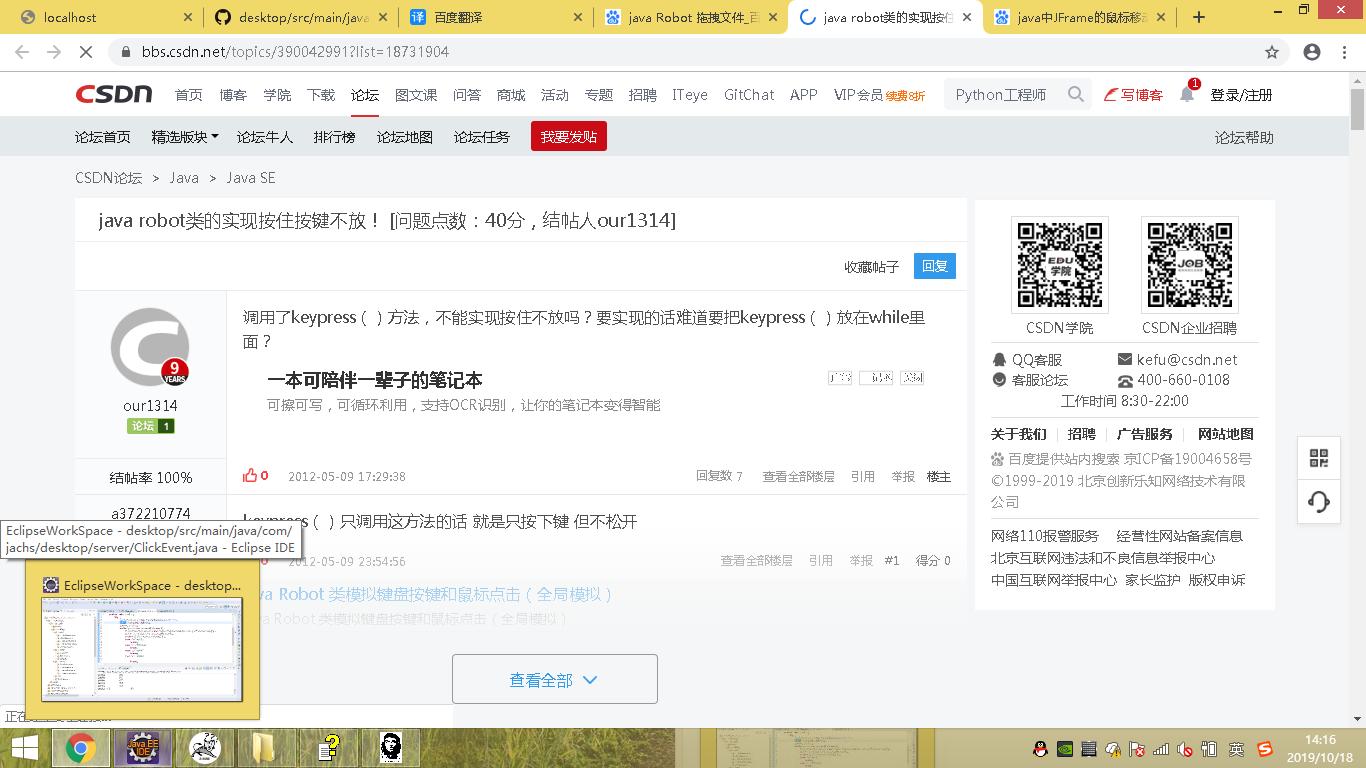 localhost
desktop/src/main/java
百度翻译
java Robot 拖拽文件_百
java robot类的实现按住
java中JFrame的鼠标移动
bbs.csdn.net/topics/390042991?list=18731904
CSDN 首页 博客 学院 下载 论坛 图文课 问答 商城 活动 专题 招聘 ITeye GitChat APP VIP会员 续费8折 Python工程师 写博客 1 登录/注册
论坛首页 精选版块 论坛牛人 排行榜 论坛地图 论坛任务 我要发贴 论坛帮助
CSDN论坛 > Java > Java SE
java robot类的实现按住按键不放！ [问题点数：40分，结帖人our1314]
收藏帖子 回复
9
YEARS
our1314
论坛 1
结帖率 100%
调用了keypress（ ）方法，不能实现按住不放吗？要实现的话难道要把keypress（ ）放在while里
面？
一本可陪伴一辈子的笔记本
可擦可写，可循环利用，支持OCR识别，让你的笔记本变得智能
0 2012-05-09 17:29:38 回复数 7 查看全部楼层 引用 举报 楼主
a372210774
keypress（ ）只调用这方法的话 就是只按下键 但不松开
2012-05-09 23:54:56 查看全部楼层 引用 举报 #1 得分 0
Robot 类模拟键盘按键和鼠标点击（全局模拟）
Robot 类模拟键盘按键和鼠标点击（全局模拟）
查看全部
EDU
学院
JOB
CSDN学院 CSDN企业招聘
QQ客服 kefu@csdn.net
客服论坛 400-660-0108
工作时间 8:30-22:00
关于我们 招聘 广告服务 网站地图
百度提供站内搜索 京ICP备19004658号
©1999-2019 北京创新乐知网络技术有限
公司
网络110报警服务 经营性网站备案信息
北京互联网违法和不良信息举报中心
中国互联网举报中心 家长监护 版权申诉
EclipseWorkSpace - desktop/src/main/java/com/
jachs/desktop/server/ClickEvent.java - Eclipse IDE
EclipseWorkSpace - desktop...
Java EE
IDE
英
14:16
2019/10/18